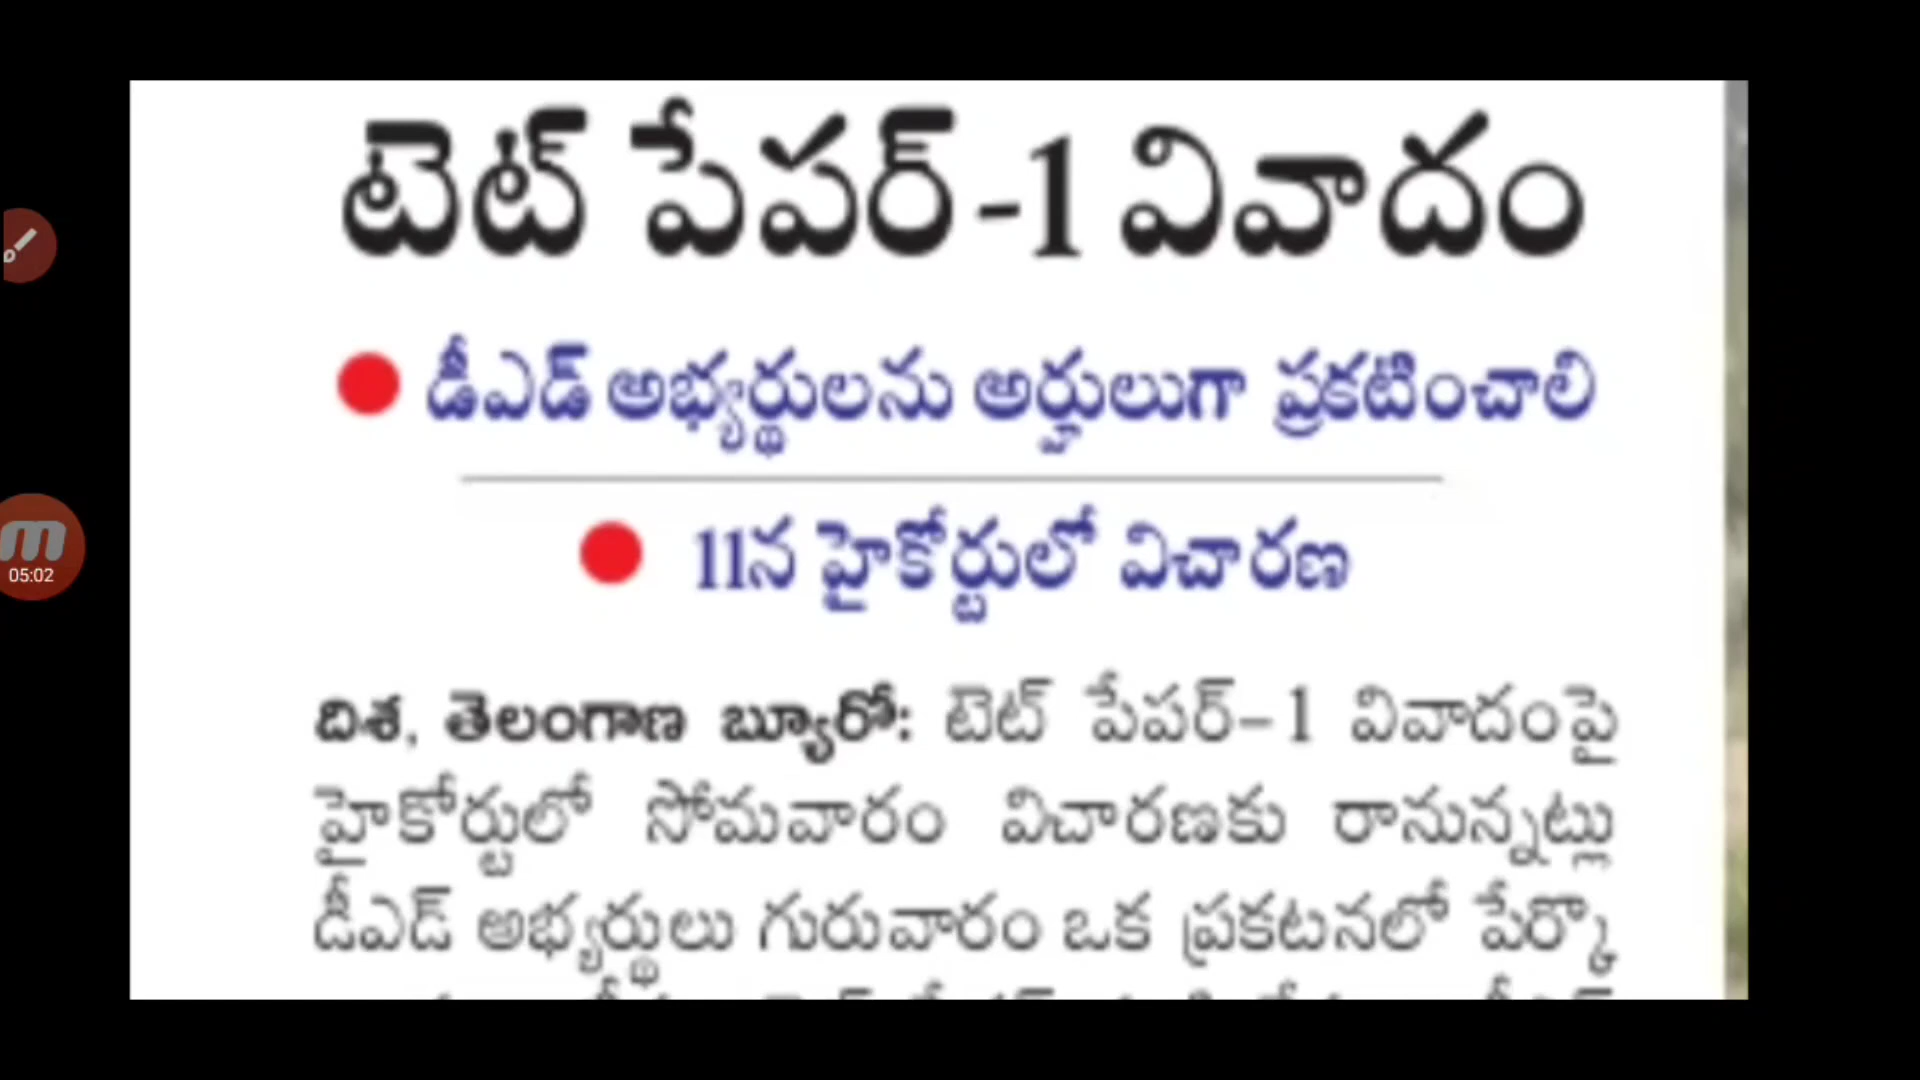 టెట్ పేపర్-1 వివాదం
డీఎడ్ అభ్యర్థులను అర్హులుగా ప్రకటించాలి
11న హైకోర్టులో విచారణ
దిశ, తెలంగాణ బ్యూరో: టెట్ పేపర్-1 వివాదంపై
హైకోర్టులో సోమవారం విచారణకు రానున్నట్లు
డీఎడ్ అభ్యర్థులు గురువారం ఒక ప్రకటనలో పేర్కొ
m
05:02